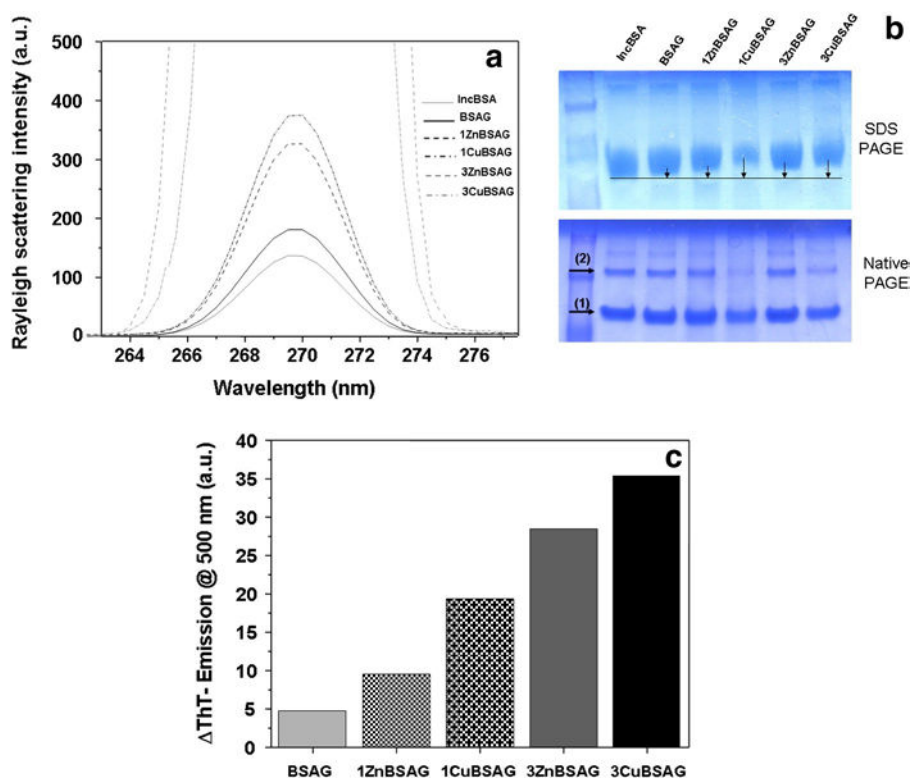 500
400
300
200
100
0
Rayleigh scattering intensity (a.u.)
264 266 268 270 272 274 276
Wavelength (nm)
a
IncBSA
BSAG
1ZnBSAG
1CuBSAG
3ZnBSAG
3CuBSAG
IncBSA BSAG 1ZnBSAG 1CuBSAG 3ZnBSAG 3CuBSAG
b
SDS
PAGE
(2)
(1)
Native
PAGE
40
35
30
25
20
15
10
5
0
ΔThT- Emission @ 500 nm (a.u.)
c
BSAG 1ZnBSAG 1CuBSAG 3ZnBSAG 3CuBSAG